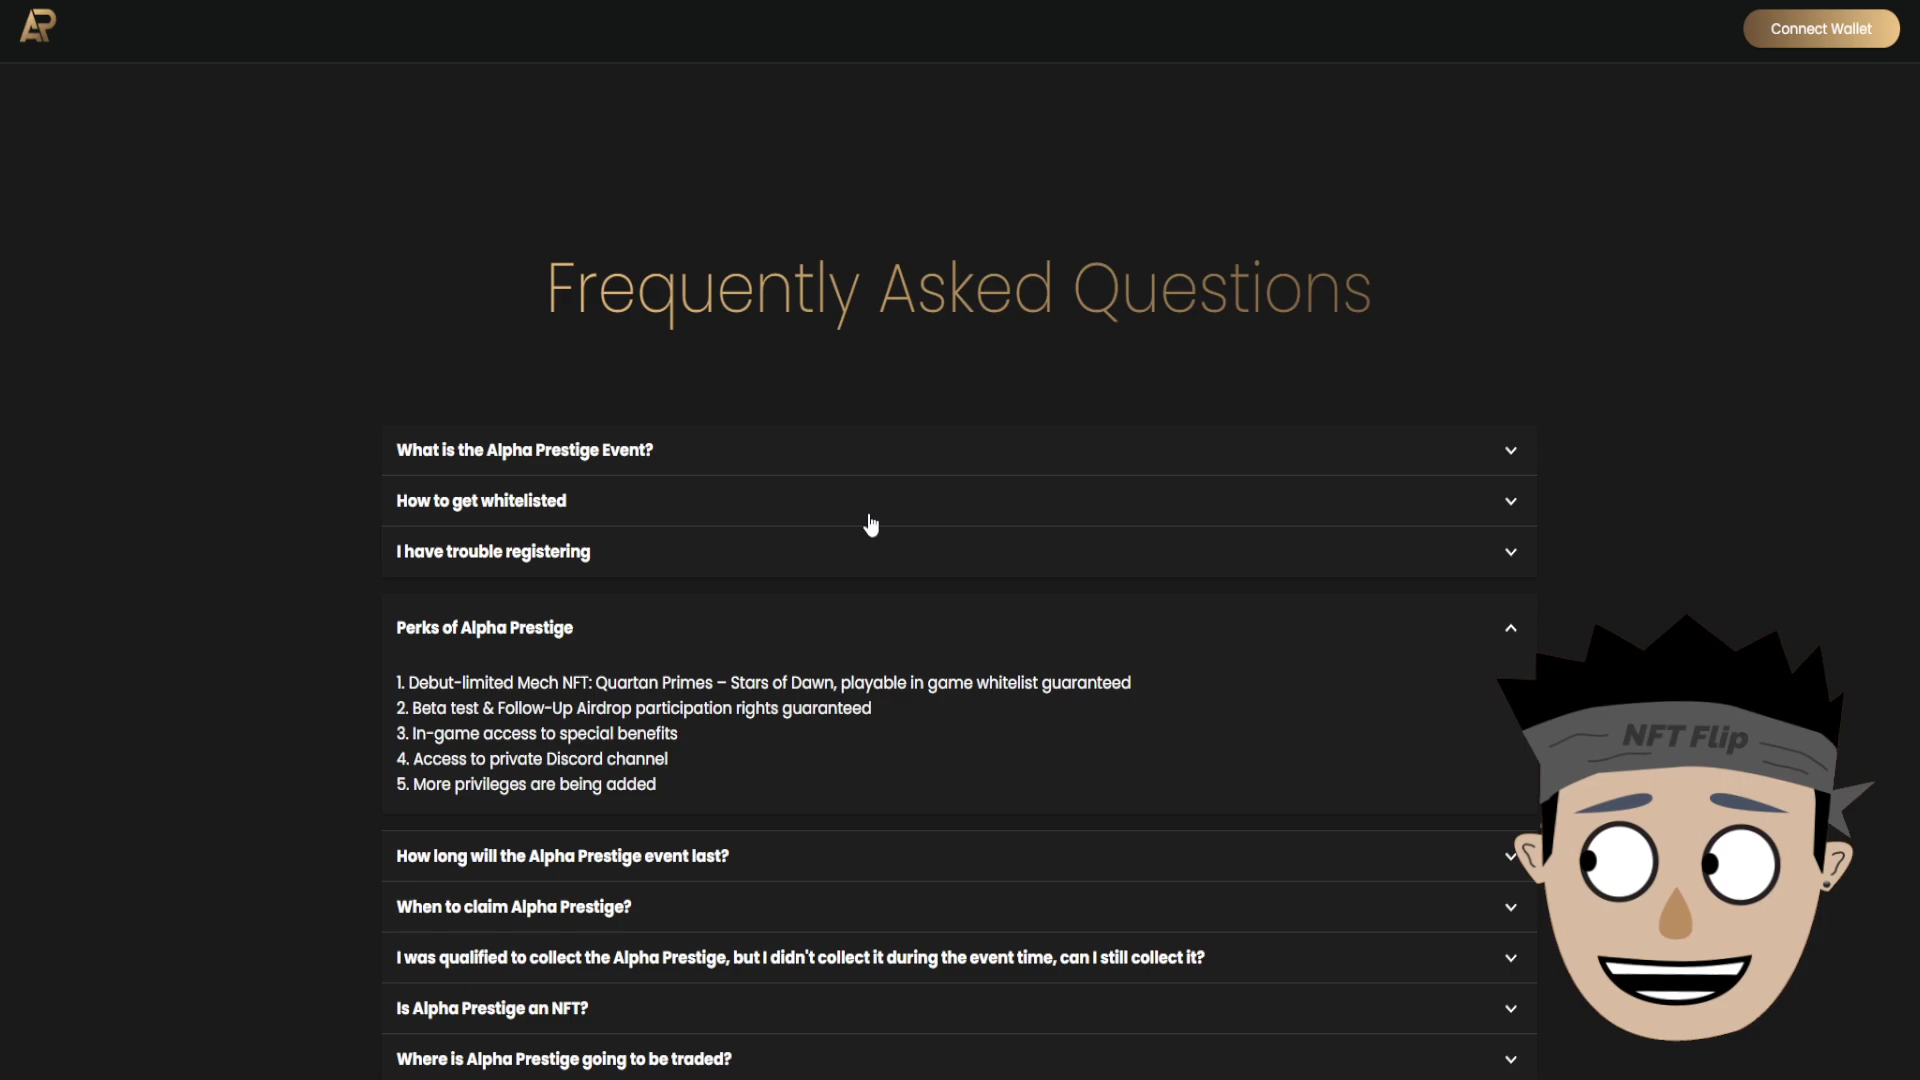 AP
Connect Wallet
Frequently Asked Questions
What is the Alpha Prestige Event?
How to get whitelisted
I have trouble registering
Perks of Alpha Prestige
1. Debut-limited Mech NFT: Quartan Primes – Stars of Dawn, playable in game whitelist guaranteed
2. Beta test & Follow-Up Airdrop participation rights guaranteed
3. In-game access to special benefits
4. Access to private Discord channel
5. More privileges are being added
NFT Flip
How long will the Alpha Prestige event last?
When to claim Alpha Prestige?
I was qualified to collect the Alpha Prestige, but I didn't collect it during the event time, can I still collect it?
Is Alpha Prestige an NFT?
Where is Alpha Prestige going to be traded?